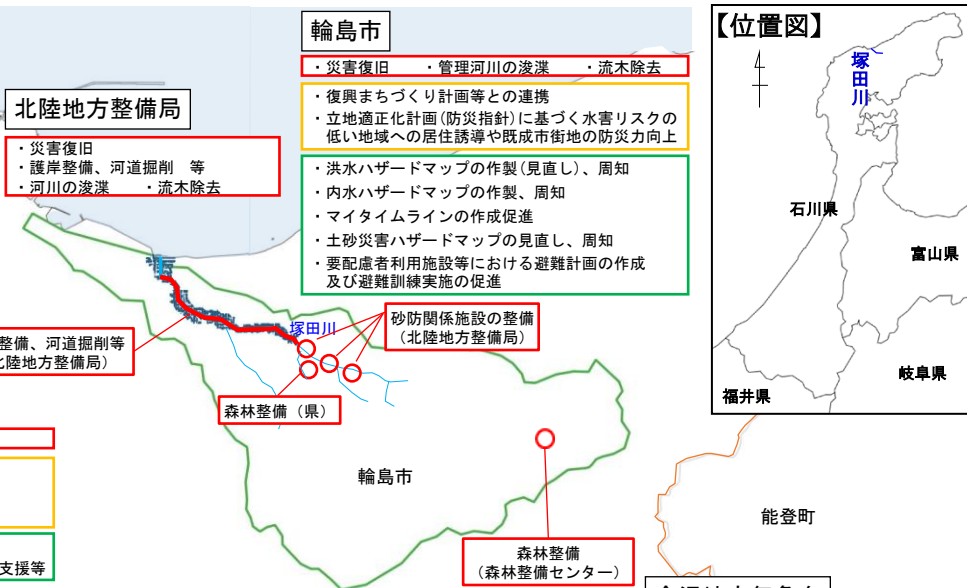 輪島市
・災害復旧　・管理河川の浚渫　・流木除去
・復興まちづくり計画等との連携
・立地適正化計画(防災指針)に基づく水害リスクの
低い地域への居住誘導や既成市街地の防災力向上
・洪水ハザードマップの作製(見直し)、周知
・内水ハザードマップの作製、周知
・マイタイムラインの作成促進
・土砂災害ハザードマップの見直し、周知
・要配慮者利用施設等における避難計画の作成
及び避難訓練実施の促進
北陸地方整備局
・災害復旧
・護岸整備、河道掘削　等
・河川の浚渫　・流木除去
【位置図】
塚田川
石川県
富山県
岐阜県
福井県
塚田川
砂防関係施設の整備
(北陸地方整備局)
整備、河道掘削等
北陸地方整備局)
森林整備（県）
輪島市
能登町
森林整備
(森林整備センター)
支援等